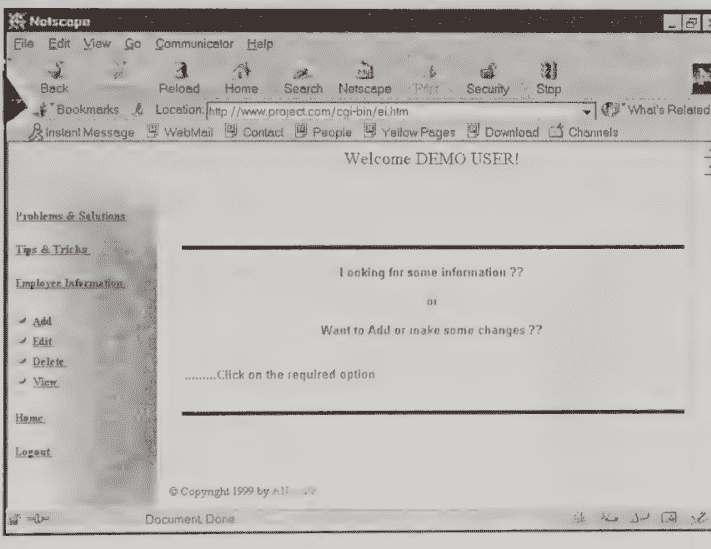 Netscape
File Edit View Go Communicator Help
Back Reload Home Search Netscape Print Security Stop
Bookmarks Location: http://www.project.com/cgi-bin/ei.htm What's Related
Instant Message WebMail Contact People Yellow Pages Download Channels
Welcome DEMO USER!
Problems & Solutions
Tips & Tricks
Employee Information
Looking for some information ??
or
Want to Add or make some changes ??
Add
Edit
Delete
View
.........Click on the required option
Home
Logout
© Copyright 1999 by
Document Done